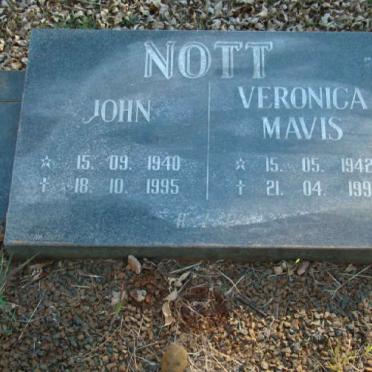 NOTT
JOHN
☆ 15. 09. 1940
† 18. 10. 1995
VERONICA
MAVIS
☆ 15. 05. 1942
† 21. 04. 199